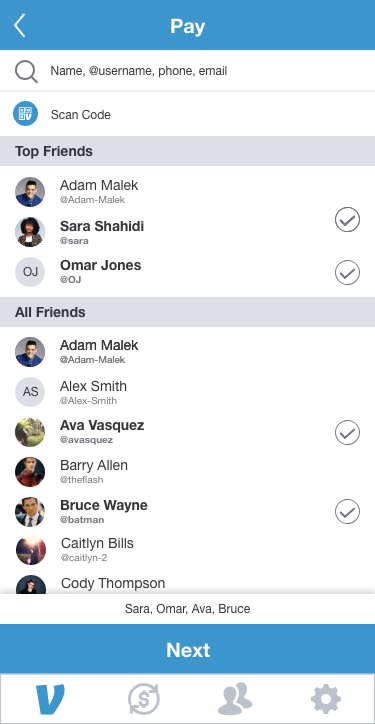 Pay
Name, @username, phone, email
Scan Code
Top Friends
Adam Malek
@Adam-Malek
Sara Shahidi
@sara
OJ
Omar Jones
@OJ
All Friends
Adam Malek
@Adam-Malek
AS
Alex Smith
@Alex-Smith
Ava Vasquez
@avasquez
Barry Allen
@theflash
Bruce Wayne
@batman
Caitlyn Bills
@caitlyn-2
Cody Thompson
Sara, Omar, Ava, Bruce
Next